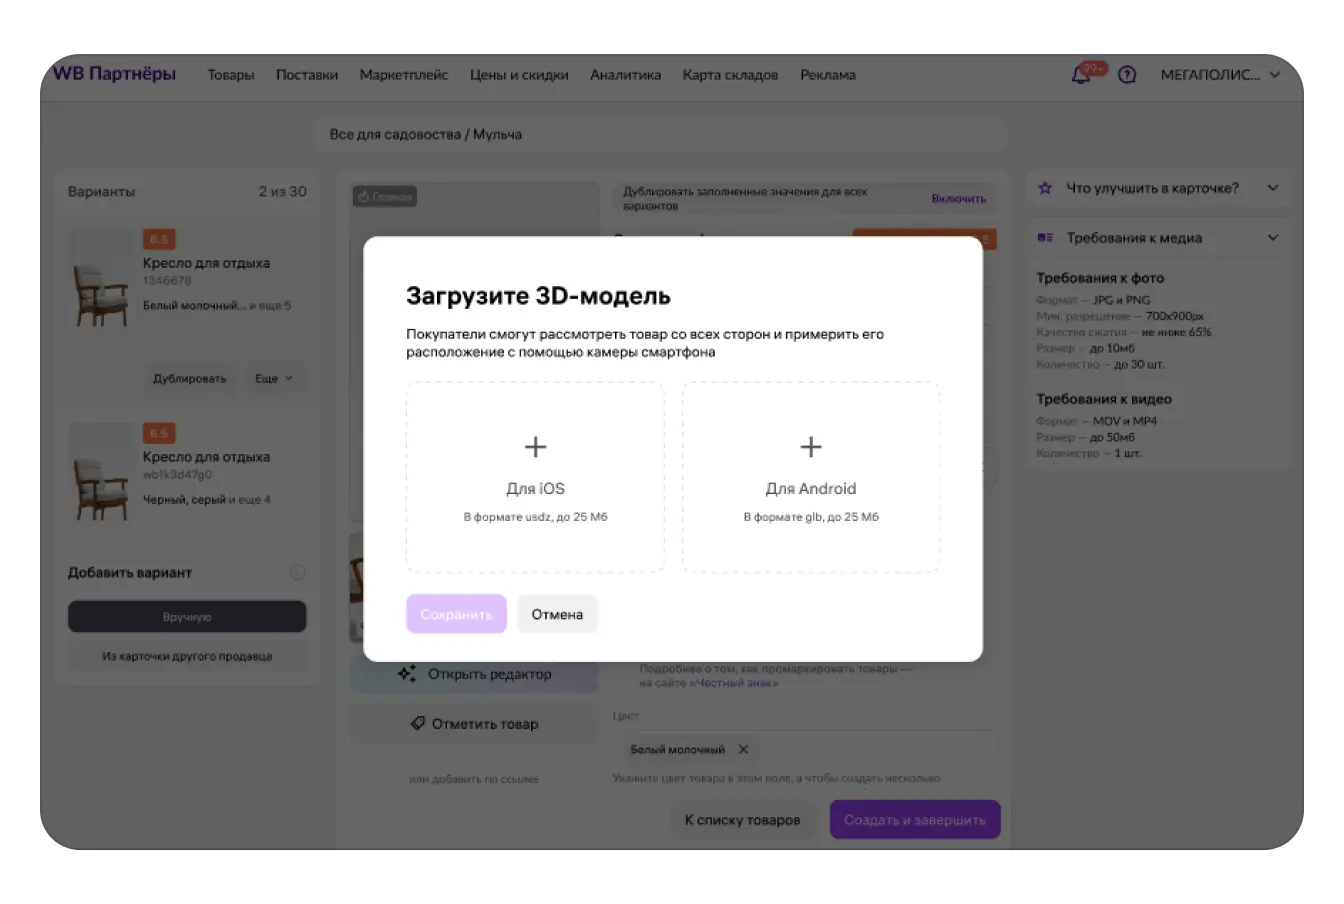 WB Партнёры
Товары
Поставки
Маркетплейс
Цены и скидки
Аналитика
Карта складов
Реклама
99+
МЕГАПОЛИС...
Все для садовоства / Мульча
Варианты
2 из 30
6.5
Кресло для отдыха
1346678
Белый молочный... и еще 5
Дублировать
Еще
6.5
Кресло для отдыха
wb1k3d47g0
Черный, серый и еще 4
Добавить вариант
Вручную
Из карточки другого продавца
Главная
Дублировать заполненные значения для всех
вариантов
Включить
Загрузите 3D-модель
Покупатели смогут рассмотреть товар со всех сторон и примерить его
расположение с помощью камеры смартфона
Для iOS
В формате usdz, до 25 Мб
Для Android
В формате glb, до 25 Мб
Сохранить
Отмена
Открыть редактор
Отметить товар
или добавить по ссылке
Подробнее о том, как промаркировать товары —
на сайте «Честный знак»
Цвет
Белый молочный
Укажите цвет товара в этом поле, а чтобы создать несколько
К списку товаров
Создать и завершить
Что улучшить в карточке?
Требования к медиа
Требования к фото
Формат — JPG и PNG
Мин. разрешение — 700x900px
Качество сжатия — не ниже 65%
Размер — до 10мб
Количество — до 30 шт.
Требования к видео
Формат — MOV и MP4
Размер — до 50мб
Количество — 1 шт.